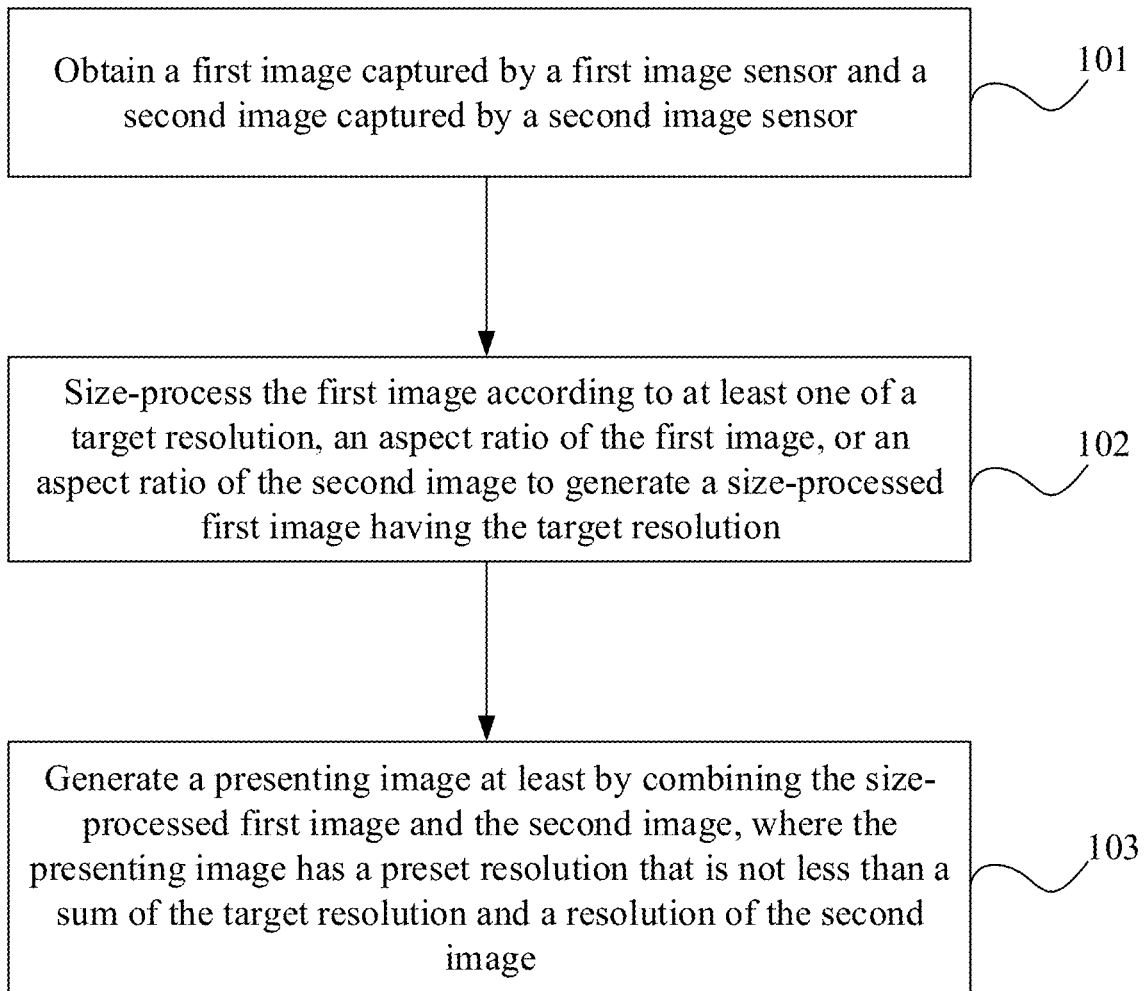 Obtain a first image captured by a first image sensor and a
second image captured by a second image sensor
101
Size-process the first image according to at least one of a
target resolution, an aspect ratio of the first image, or an
aspect ratio of the second image to generate a size-processed
first image having the target resolution
102
Generate a presenting image at least by combining the size-
processed first image and the second image, where the
presenting image has a preset resolution that is not less than a
sum of the target resolution and a resolution of the second
image
103